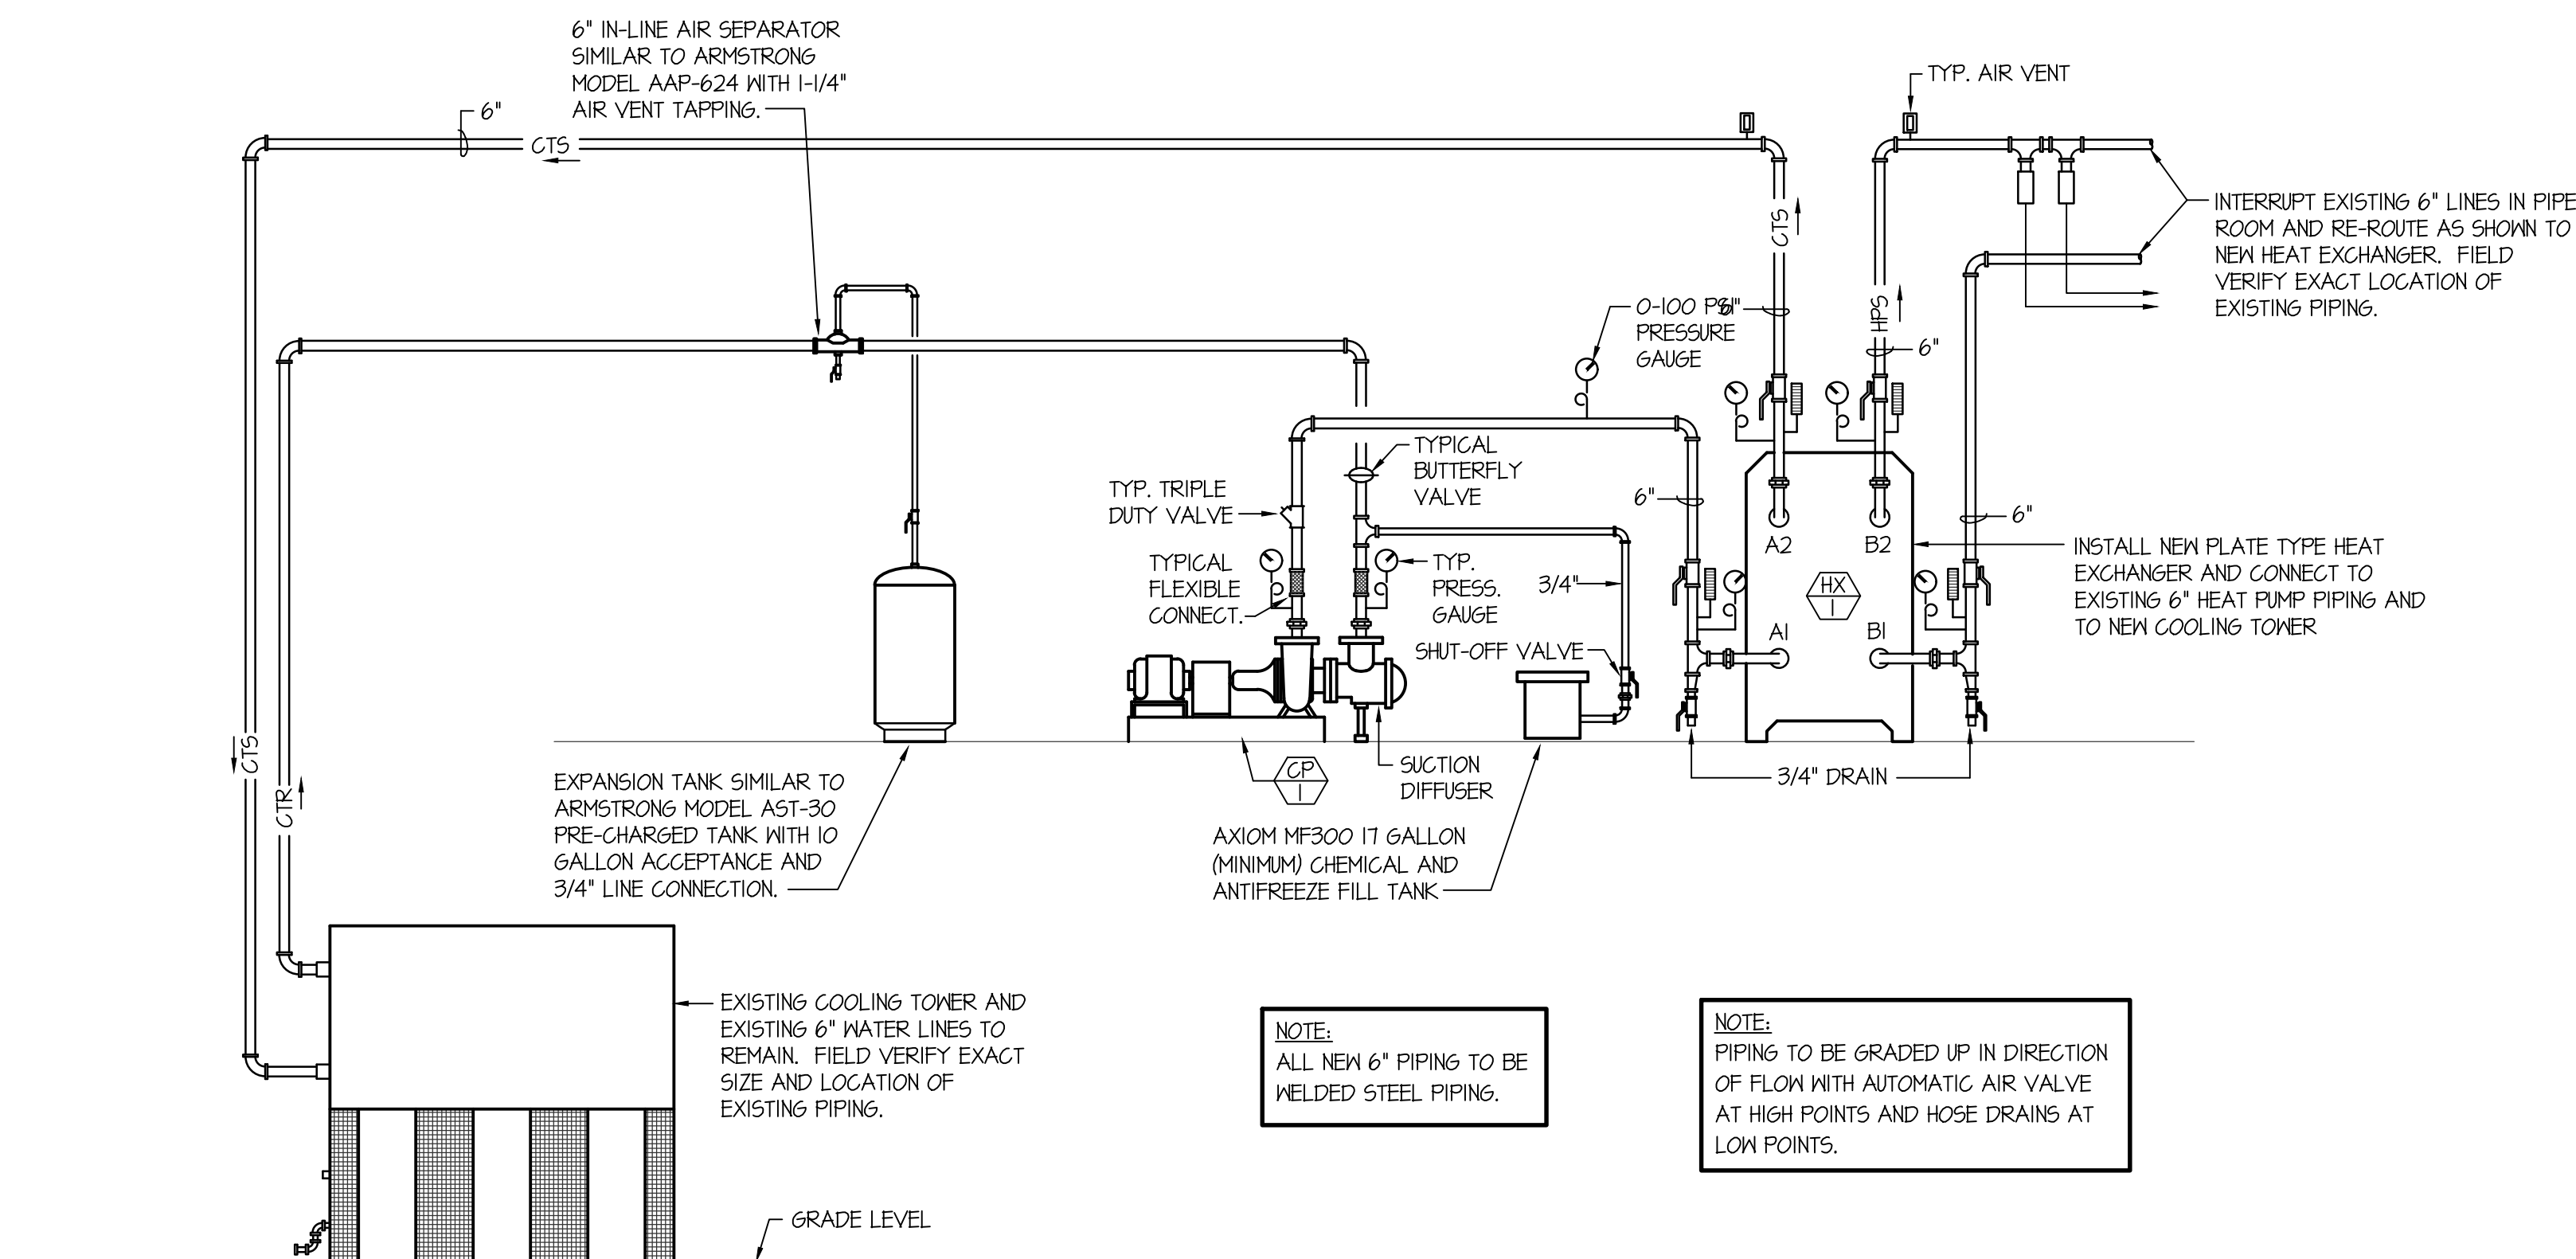 6" IN-LINE AIR SEPARATOR
SIMILAR TO ARMSTRONG
MODEL AAP-624 WITH 1-1/4"
AIR VENT TAPPING.
TYP. AIR VENT
6"
CTS
INTERRUPT EXISTING 6" LINES IN PIPE
ROOM AND RE-ROUTE AS SHOWN TO
NEW HEAT EXCHANGER.  FIELD
VERIFY EXACT LOCATION OF
EXISTING PIPING.
CTS
HPS
0-100 PSI
PRESSURE
GAUGE
6"
6"
TYPICAL
BUTTERFLY
VALVE
TYP. TRIPLE
DUTY VALVE
6"
6"
A2
B2
INSTALL NEW PLATE TYPE HEAT
EXCHANGER AND CONNECT TO
EXISTING 6" HEAT PUMP PIPING AND
TO NEW COOLING TOWER
TYPICAL
FLEXIBLE
CONNECT.
TYP.
PRESS.
GAUGE
3/4"
HX
1
A1
B1
SHUT-OFF VALVE
CTS
CTR
3/4" DRAIN
CP
1
SUCTION
DIFFUSER
EXPANSION TANK SIMILAR TO
ARMSTRONG MODEL AST-30
PRE-CHARGED TANK WITH 10
GALLON ACCEPTANCE AND
3/4" LINE CONNECTION.
AXIOM MF300 17 GALLON
(MINIMUM) CHEMICAL AND
ANTIFREEZE FILL TANK
EXISTING COOLING TOWER AND
EXISTING 6" WATER LINES TO
REMAIN.  FIELD VERIFY EXACT
SIZE AND LOCATION OF
EXISTING PIPING.
NOTE:
ALL NEW 6" PIPING TO BE
WELDED STEEL PIPING.
NOTE:
PIPING TO BE GRADED UP IN DIRECTION
OF FLOW WITH AUTOMATIC AIR VALVE
AT HIGH POINTS AND HOSE DRAINS AT
LOW POINTS.
GRADE LEVEL